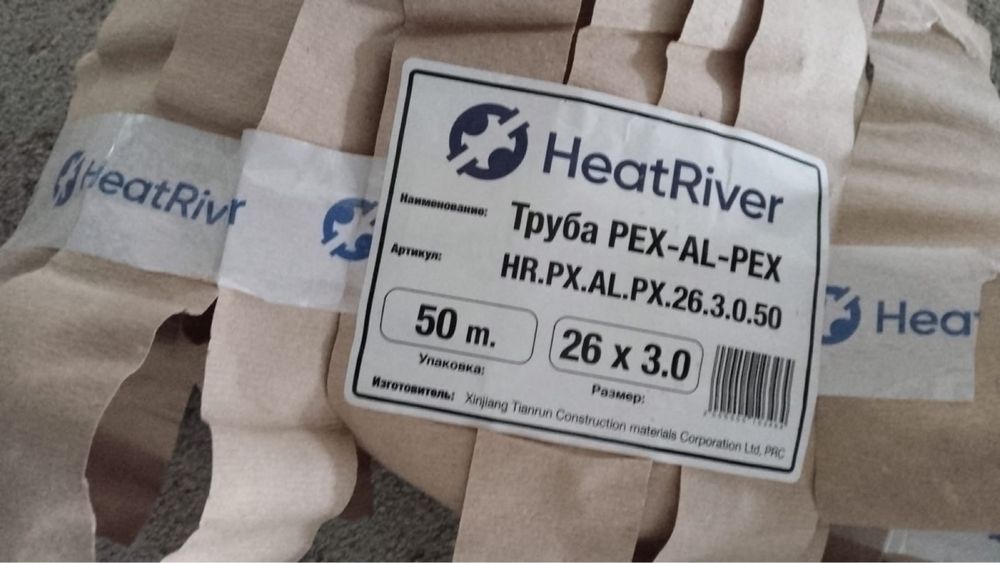 HeatRiver
Наименование: Труба PEX-AL-PEX
Артикул: HR.PX.AL.PX.26.3.0.50
50 m. 26 x 3.0
Упаковка: Размер:
Изготовитель: Xinjiang Tianrun Construction materials Corporation Ltd, PRC
HeatRivr
Hea